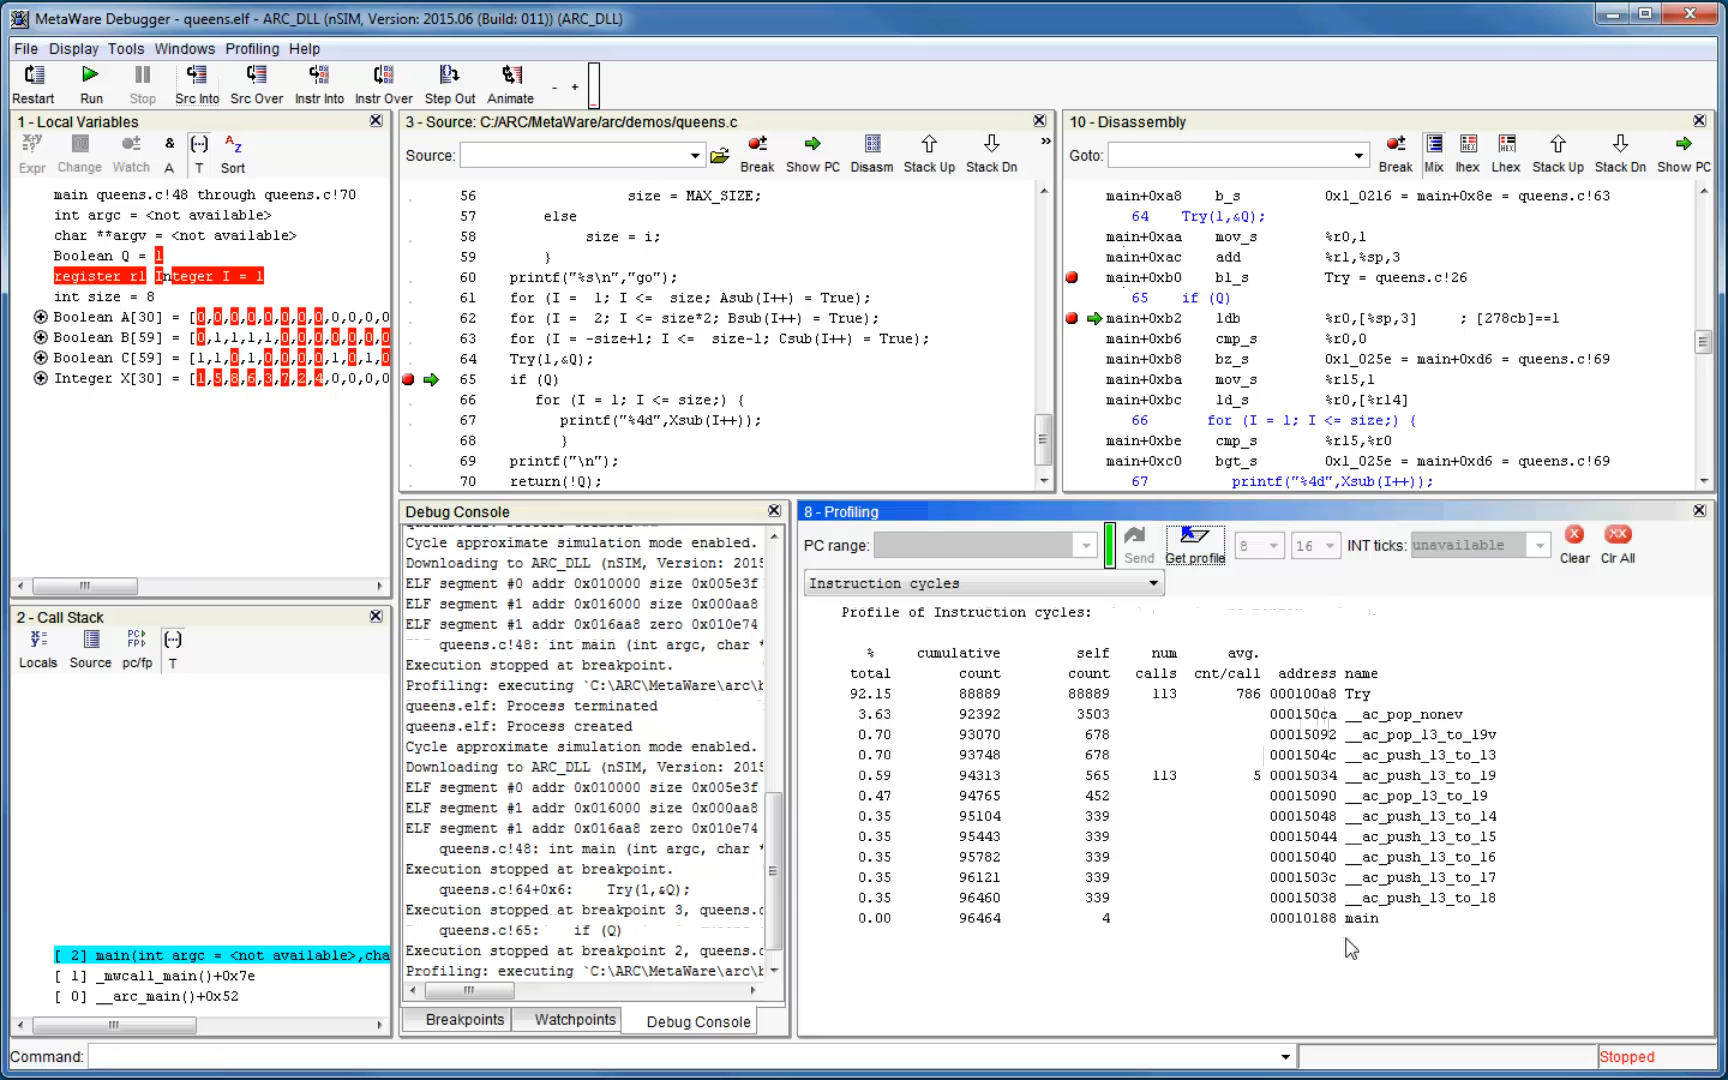 MetaWare Debugger - queens.elf - ARC_DLL (nSIM, Version: 2015.06 (Build: 011)) (ARC_DLL)
File Display Tools Windows Profiling Help
Restart Run Stop Src Into Src Over Instr Into Instr Over Step Out Animate - +
1 - Local Variables
Expr Change Watch A T Sort
main queens.c!48 through queens.c!70
int argc = <not available>
char **argv = <not available>
Boolean Q = 1
register r1 Integer I = 1
int size = 8
Boolean A[30] = [0,0,0,0,0,0,0,0,0,0,0,0
Boolean B[59] = [0,1,1,1,1,0,0,0,0,0,0,0
Boolean C[59] = [1,1,0,1,0,0,0,0,1,0,1,0
Integer X[30] = [1,5,8,6,3,7,2,4,0,0,0,0
2 - Call Stack
Locals Source pc/fp T
[ 2] main(int argc = <not available>,cha
[ 1] _mwcall_main()+0x7e
[ 0] __arc_main()+0x52
3 - Source: C:/ARC/MetaWare/arc/demos/queens.c
Source: Break Show PC Disasm Stack Up Stack Dn »
56 size = MAX_SIZE;
57 else
58 size = i;
59 }
60 printf("%s\n","go");
61 for (I = 1; I <= size; Asub(I++) = True);
62 for (I = 2; I <= size*2; Bsub(I++) = True);
63 for (I = -size+1; I <= size-1; Csub(I++) = True);
64 Try(1,&Q);
65 if (Q)
66 for (I = 1; I <= size;) {
67 printf("%4d",Xsub(I++));
68 }
69 printf("\n");
70 return(!Q);
10 - Disassembly
Goto: Break Mix Ihex Lhex Stack Up Stack Dn Show PC
main+0xa8 b_s 0x1_0216 = main+0x8e = queens.c!63
64 Try(1,&Q);
main+0xaa mov_s %r0,1
main+0xac add %r1,%sp,3
main+0xb0 bl_s Try = queens.c!26
65 if (Q)
main+0xb2 ldb %r0,[%sp,3] ; [278cb]==1
main+0xb6 cmp_s %r0,0
main+0xb8 bz_s 0x1_025e = main+0xd6 = queens.c!69
main+0xba mov_s %r15,1
main+0xbc ld_s %r0,[%r14]
66 for (I = 1; I <= size;) {
main+0xbe cmp_s %r15,%r0
main+0xc0 bgt_s 0x1_025e = main+0xd6 = queens.c!69
67 printf("%4d",Xsub(I++));
Debug Console
Cycle approximate simulation mode enabled.
Downloading to ARC_DLL (nSIM, Version: 2015
ELF segment #0 addr 0x010000 size 0x005e3f
ELF segment #1 addr 0x016000 size 0x000aa8
ELF segment #1 addr 0x016aa8 zero 0x010e74
queens.c!48: int main (int argc, char *
Execution stopped at breakpoint.
Profiling: executing `C:\ARC\MetaWare\arc\b
queens.elf: Process terminated
queens.elf: Process created
Cycle approximate simulation mode enabled.
Downloading to ARC_DLL (nSIM, Version: 2015
ELF segment #0 addr 0x010000 size 0x005e3f
ELF segment #1 addr 0x016000 size 0x000aa8
ELF segment #1 addr 0x016aa8 zero 0x010e74
queens.c!48: int main (int argc, char *
Execution stopped at breakpoint.
queens.c!64+0x6: Try(1,&Q);
Execution stopped at breakpoint 3, queens.c
queens.c!65: if (Q)
Execution stopped at breakpoint 2, queens.c
Profiling: executing `C:\ARC\MetaWare\arc\b
Breakpoints Watchpoints Debug Console
8 - Profiling
PC range: Send Get profile 8 16 INT ticks: unavailable Clear Clr All
Instruction cycles
Profile of Instruction cycles:
% cumulative self num avg.
total count count calls cnt/call address name
92.15 88889 88889 113 786 000100a8 Try
3.63 92392 3503 000150ca __ac_pop_nonev
0.70 93070 678 00015092 __ac_pop_13_to_19v
0.70 93748 678 0001504c __ac_push_13_to_13
0.59 94313 565 113 5 00015034 __ac_push_13_to_19
0.47 94765 452 00015090 __ac_pop_13_to_19
0.35 95104 339 00015048 __ac_push_13_to_14
0.35 95443 339 00015044 __ac_push_13_to_15
0.35 95782 339 00015040 __ac_push_13_to_16
0.35 96121 339 0001503c __ac_push_13_to_17
0.35 96460 339 00015038 __ac_push_13_to_18
0.00 96464 4 00010188 main
Command:
Stopped